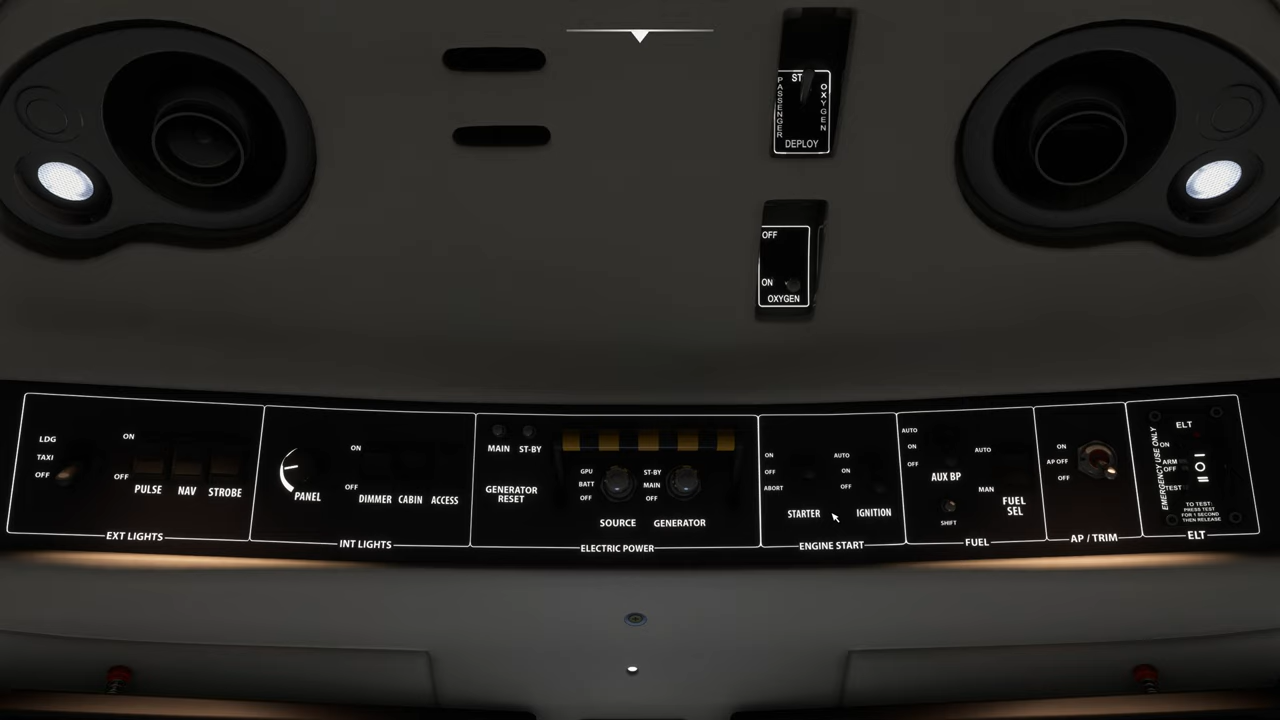 ST
PASSENGER
OXYGEN
DEPLOY
OFF
ON
OXYGEN
LDG
TAXI
OFF
ON
OFF
PULSE
NAV
STROBE
EXT LIGHTS
PANEL
ON
OFF
DIMMER
CABIN
ACCESS
INT LIGHTS
MAIN
ST-BY
GENERATOR
RESET
GPU
BATT
OFF
SOURCE
ST-BY
MAIN
OFF
GENERATOR
ELECTRIC POWER
ON
OFF
ABORT
STARTER
AUTO
ON
OFF
IGNITION
ENGINE START
AUTO
ON
OFF
AUX BP
SHIFT
AUTO
MAN
FUEL
SEL
FUEL
ON
AP OFF
OFF
AP / TRIM
EMERGENCY USE ONLY
ELT
ON
ARM
OFF
TEST
TO TEST:
PRESS TEST
FOR 1 SECOND
THEN RELEASE
ELT